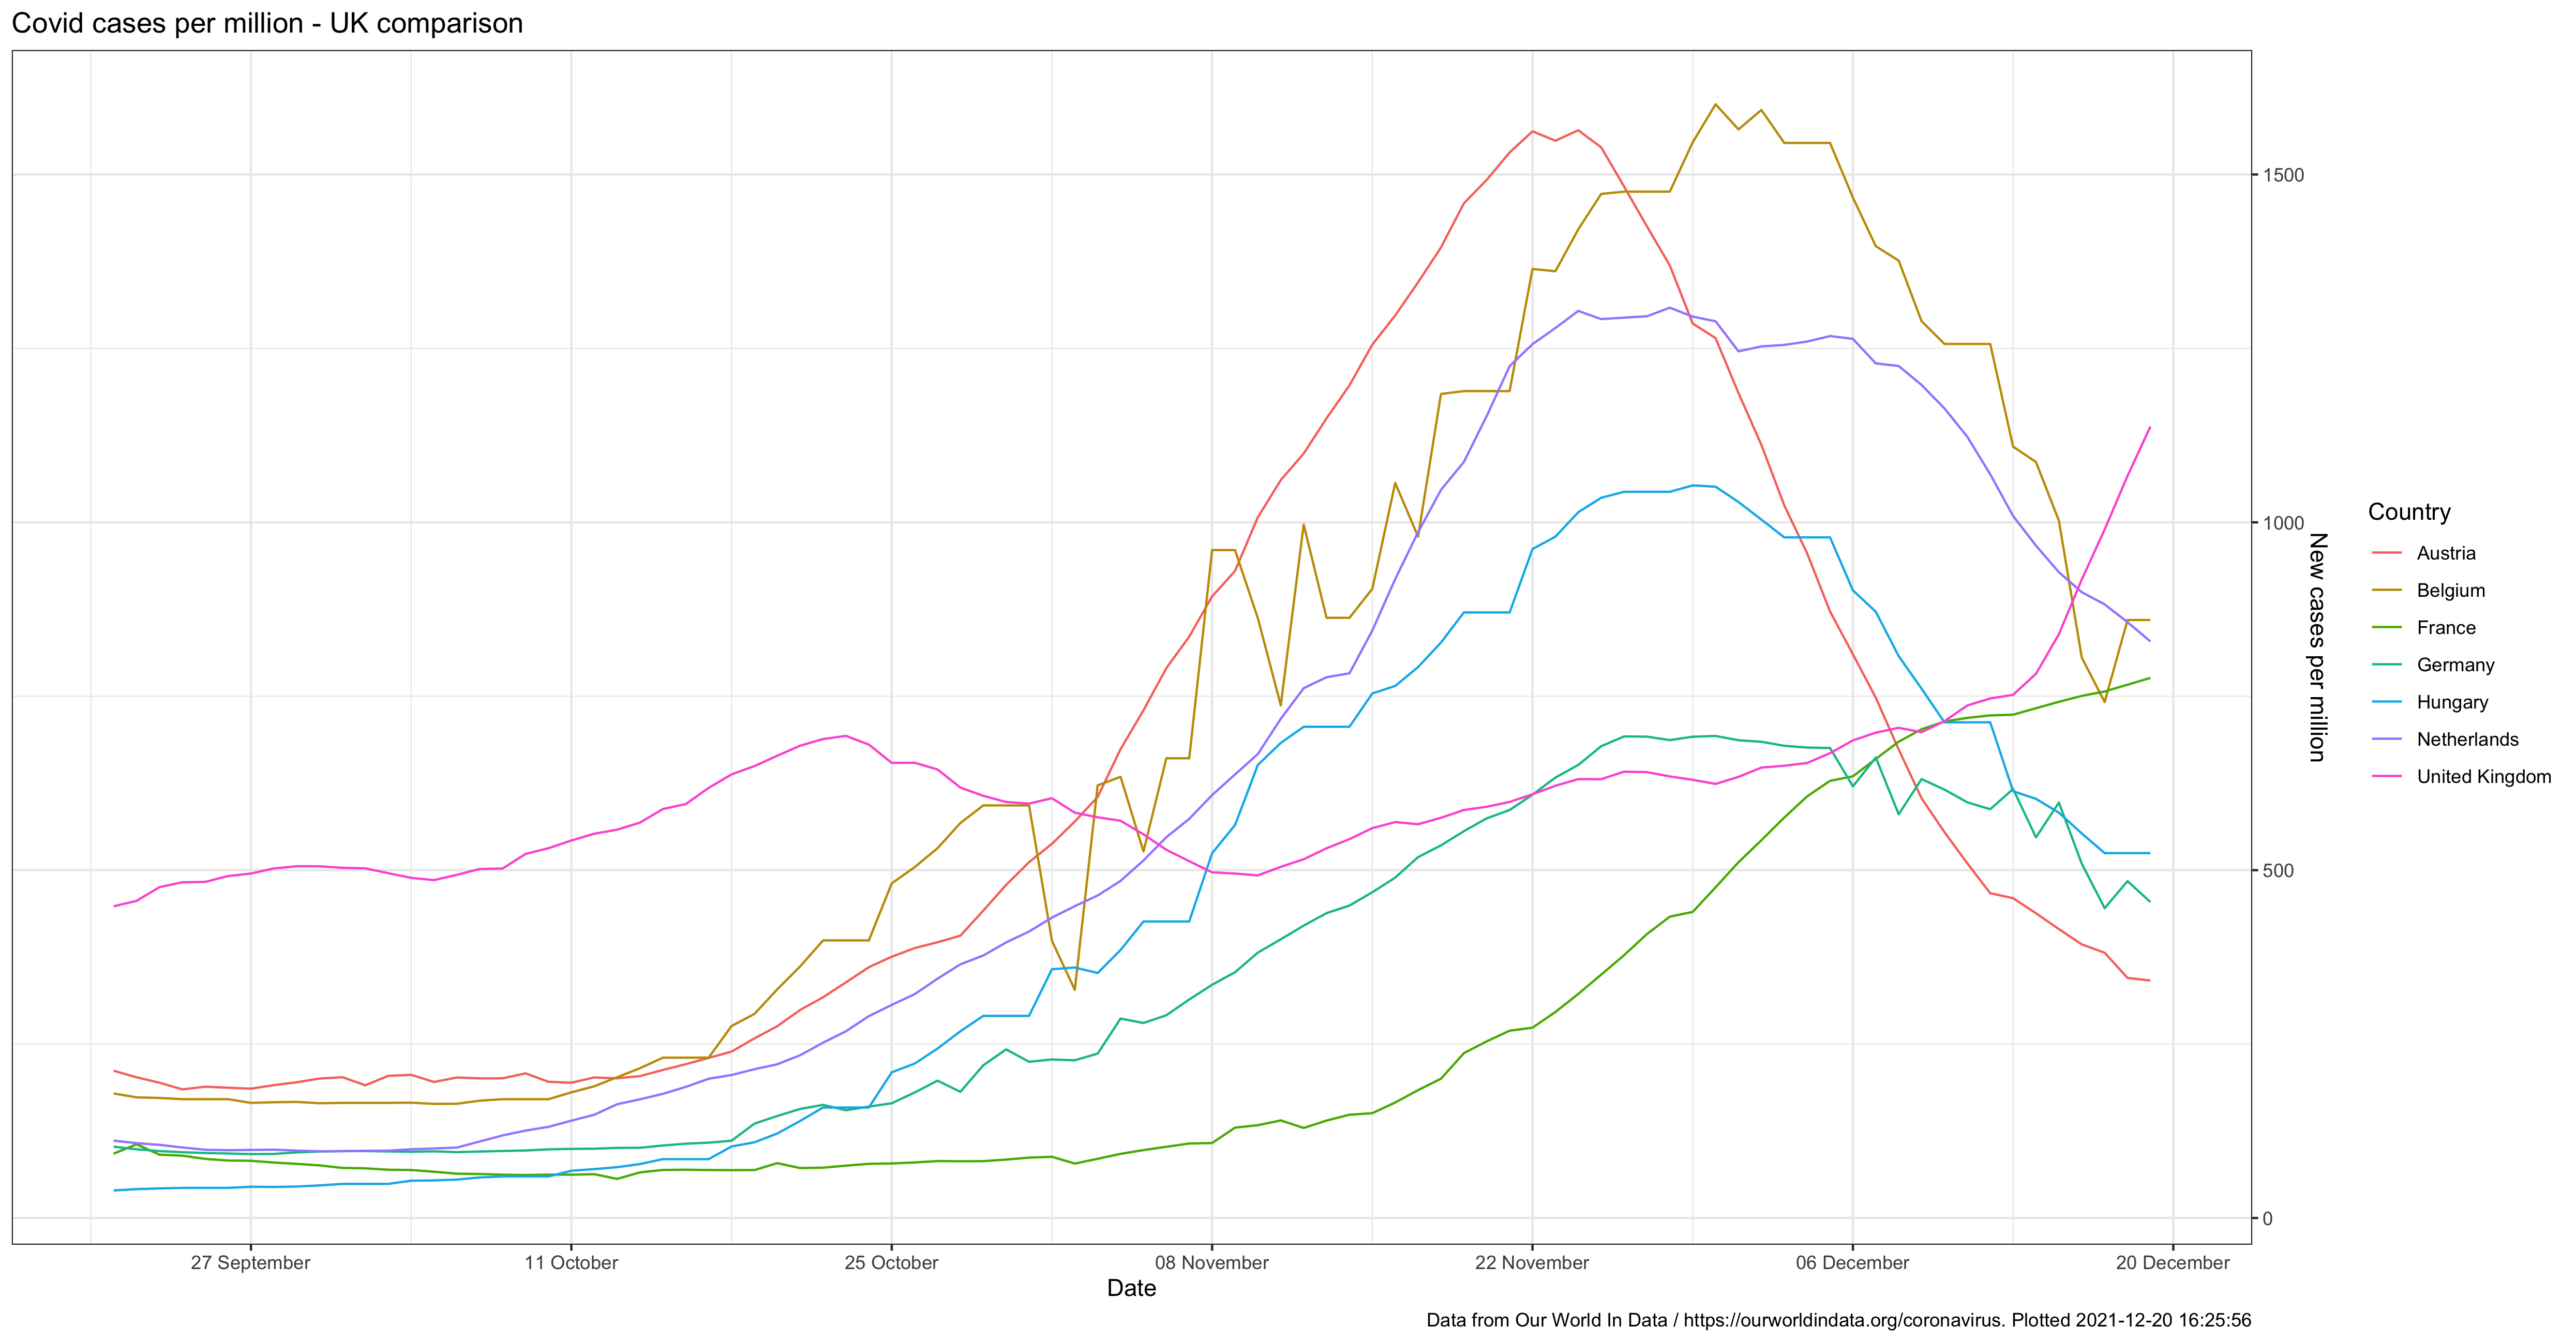 Covid cases per million - UK comparison
1500
1000
500
0
New cases per million
27 September
11 October
25 October
08 November
22 November
06 December
20 December
Date
Country
Austria
Belgium
France
Germany
Hungary
Netherlands
United Kingdom
Data from Our World In Data / https://ourworldindata.org/coronavirus. Plotted 2021-12-20 16:25:56